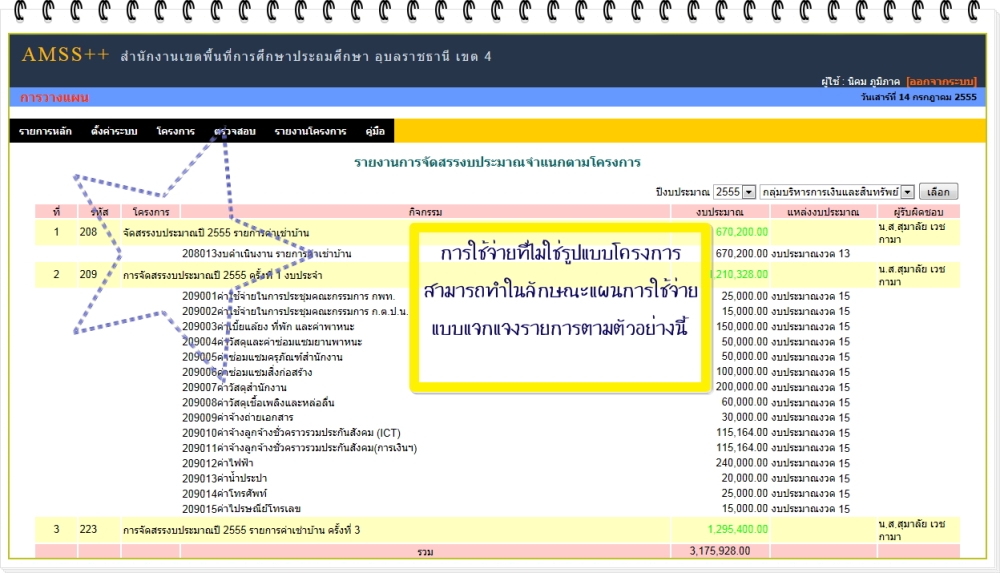 AMSS++ สำนักงานเขตพื้นที่การศึกษาประถมศึกษา อุบลราชธานี เขต 4
ผู้ใช้ : นิคม ภูมิภาค [ออกจากระบบ]
การวางแผน วันเสาร์ที่ 14 กรกฎาคม 2555
รายการหลัก ตั้งค่าระบบ โครงการ ตรวจสอบ รายงานโครงการ คู่มือ
รายงานการจัดสรรงบประมาณจำแนกตามโครงการ
ปีงบประมาณ 2555 กลุ่มบริหารการเงินและสินทรัพย์ เลือก
ที่ รหัส โครงการ กิจกรรม งบประมาณ แหล่งงบประมาณ ผู้รับผิดชอบ
1 208 จัดสรรงบประมาณปี 2555 รายการค่าเช่าบ้าน 670,200.00 น.ส.สุมาลัย เวชกามา
208013งบดำเนินงาน รายการค่าเช่าบ้าน 670,200.00 งบประมาณงวด 13
2 209 การจัดสรรงบประมาณปี 2555 ครั้งที่ 1 งบประจำ 1,210,328.00 น.ส.สุมาลัย เวชกามา
209001ค่าใช้จ่ายในการประชุมคณะกรรมการ กพท. 25,000.00 งบประมาณงวด 15
209002ค่าใช้จ่ายในการประชุมคณะกรรมการ ก.ต.ป.น. 15,000.00 งบประมาณงวด 15
209003ค่าเบี้ยเลี้ยง ที่พัก และค่าพาหนะ 150,000.00 งบประมาณงวด 15
209004ค่าวัสดุและค่าซ่อมแซมยานพาหนะ 50,000.00 งบประมาณงวด 15
209005ค่าซ่อมแซมครุภัณฑ์สำนักงาน 50,000.00 งบประมาณงวด 15
209006ค่าซ่อมแซมสิ่งก่อสร้าง 100,000.00 งบประมาณงวด 15
209007ค่าวัสดุสำนักงาน 200,000.00 งบประมาณงวด 15
209008ค่าวัสดุเชื้อเพลิงและหล่อลื่น 60,000.00 งบประมาณงวด 15
209009ค่าจ้างถ่ายเอกสาร 30,000.00 งบประมาณงวด 15
209010ค่าจ้างลูกจ้างชั่วคราวรวมประกันสังคม (ICT) 115,164.00 งบประมาณงวด 15
209011ค่าจ้างลูกจ้างชั่วคราวรวมประกันสังคม(การเงินฯ) 115,164.00 งบประมาณงวด 15
209012ค่าไฟฟ้า 240,000.00 งบประมาณงวด 15
209013ค่าน้ำประปา 20,000.00 งบประมาณงวด 15
209014ค่าโทรศัพท์ 25,000.00 งบประมาณงวด 15
209015ค่าไปรษณีย์โทรเลข 15,000.00 งบประมาณงวด 15
3 223 การจัดสรรงบประมาณปี 2555 รายการค่าเช่าบ้าน ครั้งที่ 3 1,295,400.00 น.ส.สุมาลัย เวชกามา
รวม 3,175,928.00
การใช้จ่ายที่ไม่ใช่รูปแบบโครงการ
สามารถทำในลักษณะแผนการใช้จ่าย
แบบแจกแจงรายการตามตัวอย่างนี้